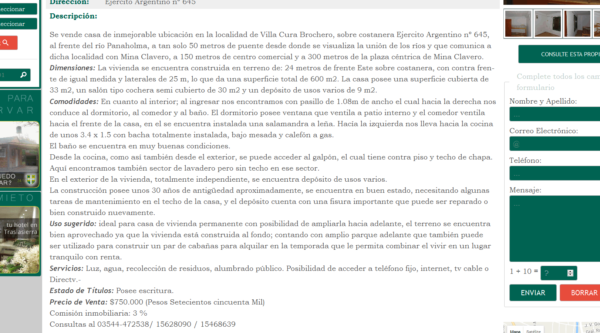 Dirección: Ejercito Argentino n° 645
Descripción:
Se vende casa de inmejorable ubicación en la localidad de Villa Cura Brochero, sobre costanera Ejercito Argentino n° 645,
al frente del río Panaholma, a tan solo 50 metros de puente desde donde se visualiza la unión de los ríos y que comunica a
dicha localidad con Mina Clavero, a 150 metros de centro comercial y a 300 metros de la plaza céntrica de Mina Clavero.
Dimensiones: La vivienda se encuentra construida en terreno de: 24 metros de frente Este sobre costanera, con contra fren-
te de igual medida y laterales de 25 m, lo que da una superficie total de 600 m2. La casa posee una superficie cubierta de
33 m2, un salón tipo cochera semi cubierto de 30 m2 y un depósito de usos varios de 9 m2.
Comodidades: En cuanto al interior; al ingresar nos encontramos con pasillo de 1.08m de ancho el cual hacia la derecha nos
conduce al dormitorio, al comedor y al baño. El dormitorio posee ventana que ventila a patio interno y el comedor ventila
hacia el frente de la casa, en el se encuentra instalada una salamandra a leña. Hacia la izquierda nos lleva hacia la cocina
de unos 3.4 x 1.5 con bacha totalmente instalada, bajo mesada y calefón a gas.
El baño se encuentra en muy buenas condiciones.
Desde la cocina, como así también desde el exterior, se puede acceder al galpón, el cual tiene contra piso y techo de chapa.
Aquí encontramos también sector de lavadero pero sin techo en ese sector.
En el exterior de la vivienda, totalmente independiente, se encuentra depósito de usos varios.
La construcción posee unos 30 años de antigüedad aproximadamente, se encuentra en buen estado, necesitando algunas
tareas de mantenimiento en el techo de la casa, y el depósito cuenta con una fisura importante que puede ser reparado o
bien construido nuevamente.
Uso sugerido: ideal para casa de vivienda permanente con posibilidad de ampliarla hacia adelante, el terreno se encuentra
bien aprovechado ya que la vivienda está construida al fondo; contando con amplio parque adelante que también puede
ser utilizado para construir un par de cabañas para alquilar en la temporada que le permita combinar el vivir en un lugar
tranquilo con renta.
Servicios: Luz, agua, recolección de residuos, alumbrado público. Posibilidad de acceder a teléfono fijo, internet, tv cable o
Directv.-
Estado de Títulos: Posee escritura.
Precio de Venta: $750.000 (Pesos Setecientos cincuenta Mil)
Comisión inmobiliaria: 3 %
Consultas al 03544-472538/ 15628090 / 15468639
eleccionar
eleccionar
PARA
tu hotel en
Traslasierra
CONSULTE ESTA PROPI
Complete todos los cam
formulario
Nombre y Apellido:
Correo Electrónico:
Teléfono:
Mensaje:
1 + 10 = ?
ENVIAR
BORRAR